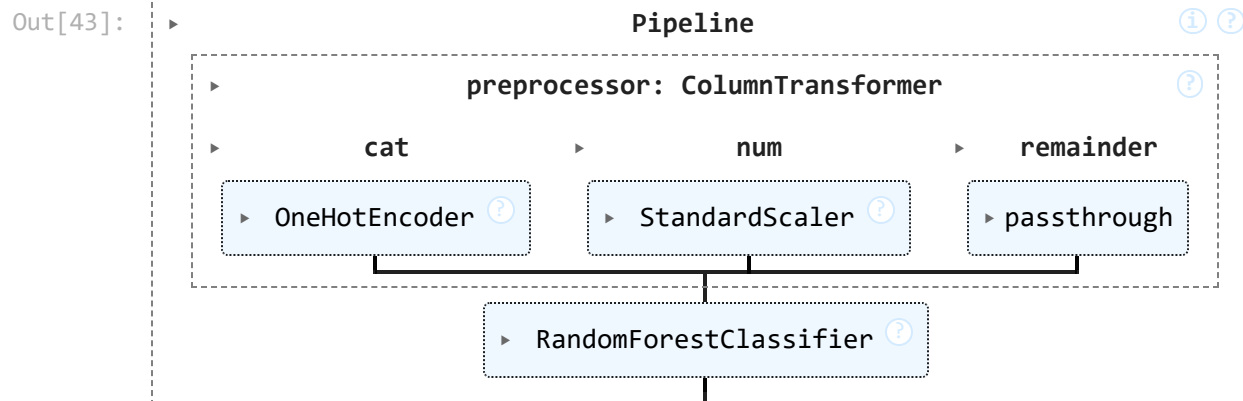 Out[43]:
Pipeline
i ?
preprocessor: ColumnTransformer ?
cat num remainder
OneHotEncoder ? StandardScaler ? passthrough
RandomForestClassifier ?